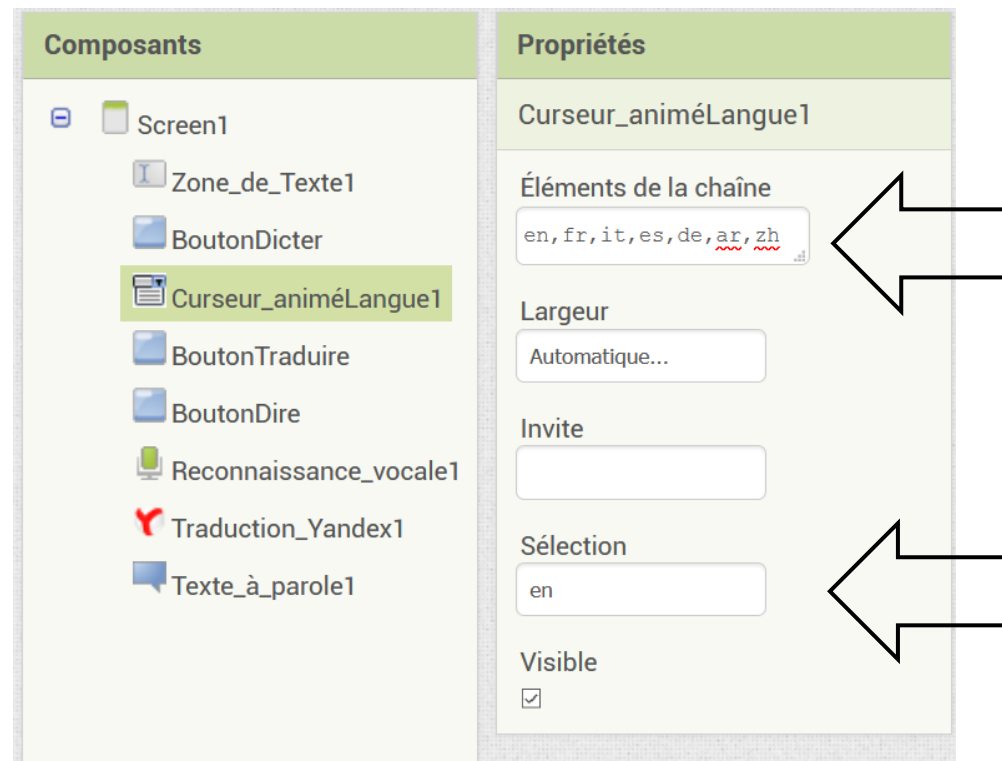 Composants
Screen1
Zone_de_Texte1
BoutonDicter
Curseur_animéLangue1
BoutonTraduire
BoutonDire
Reconnaissance_vocale1
Traduction_Yandex1
Texte_à_parole1
Propriétés
Curseur_animéLangue1
Éléments de la chaîne
en,fr,it,es,de,ar,zh
Largeur
Automatique...
Invite
Sélection
en
Visible